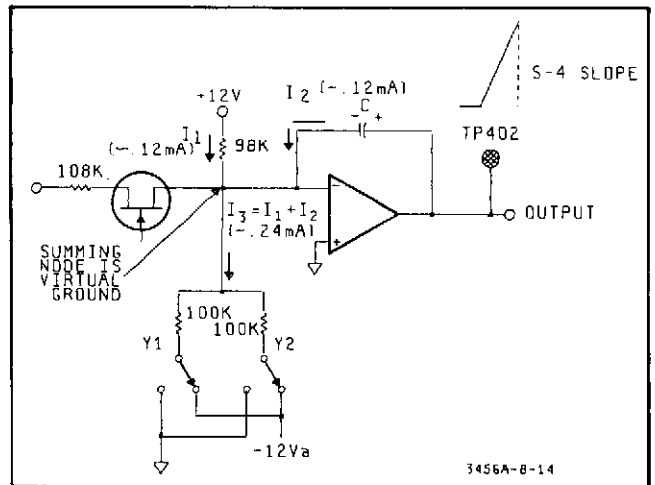 S-4 SLOPE
+12V
I2 (~.12mA)
- C +
TP402
I1 (~.12mA)
98K
108K
I3 = I1 + I2
(~.24mA)
-
+
OUTPUT
SUMMING
NODE IS
VIRTUAL
GROUND
100K
100K
Y1
Y2
-12Va
3456A-8-14